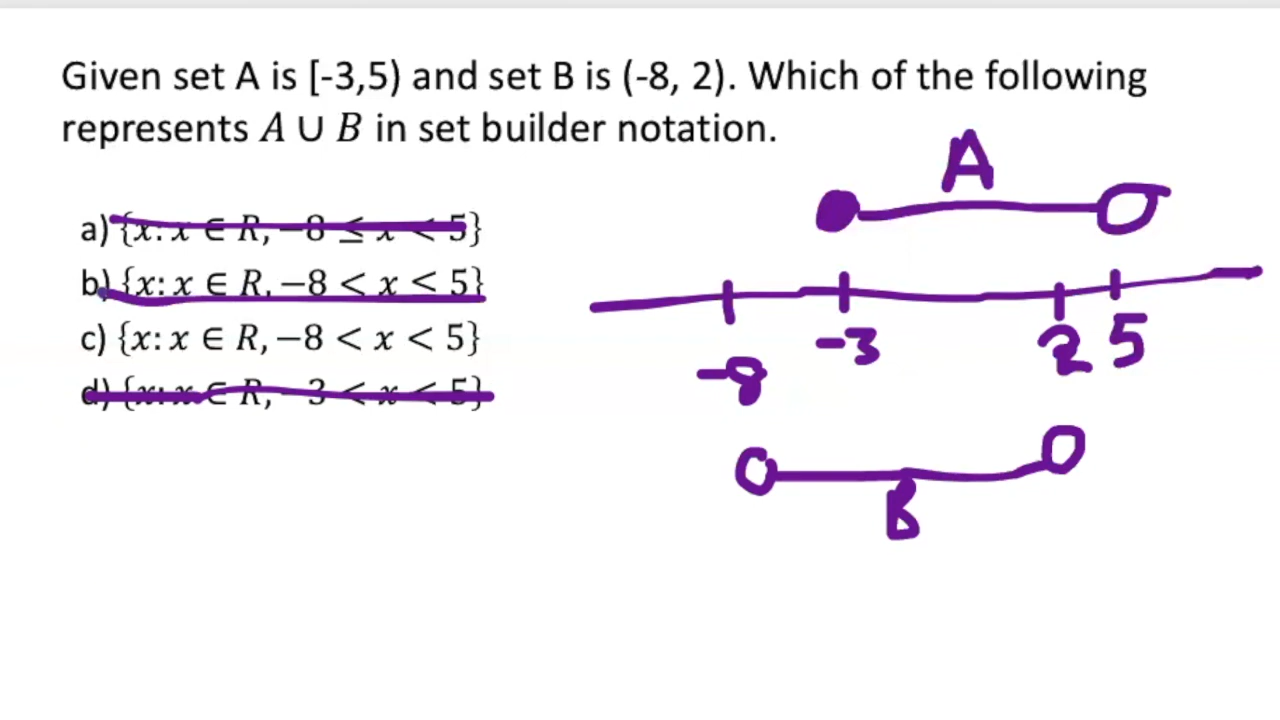 Given set A is [-3,5) and set B is (-8, 2). Which of the following
represents A ∪ B in set builder notation.
a) {x: x ∈ R, −8 ≤ x < 5}
b) {x: x ∈ R, −8 < x < 5}
c) {x: x ∈ R, −8 < x < 5}
d) {x: x ∈ R, −3 < x < 5}
A
-8 -3 2 5
B